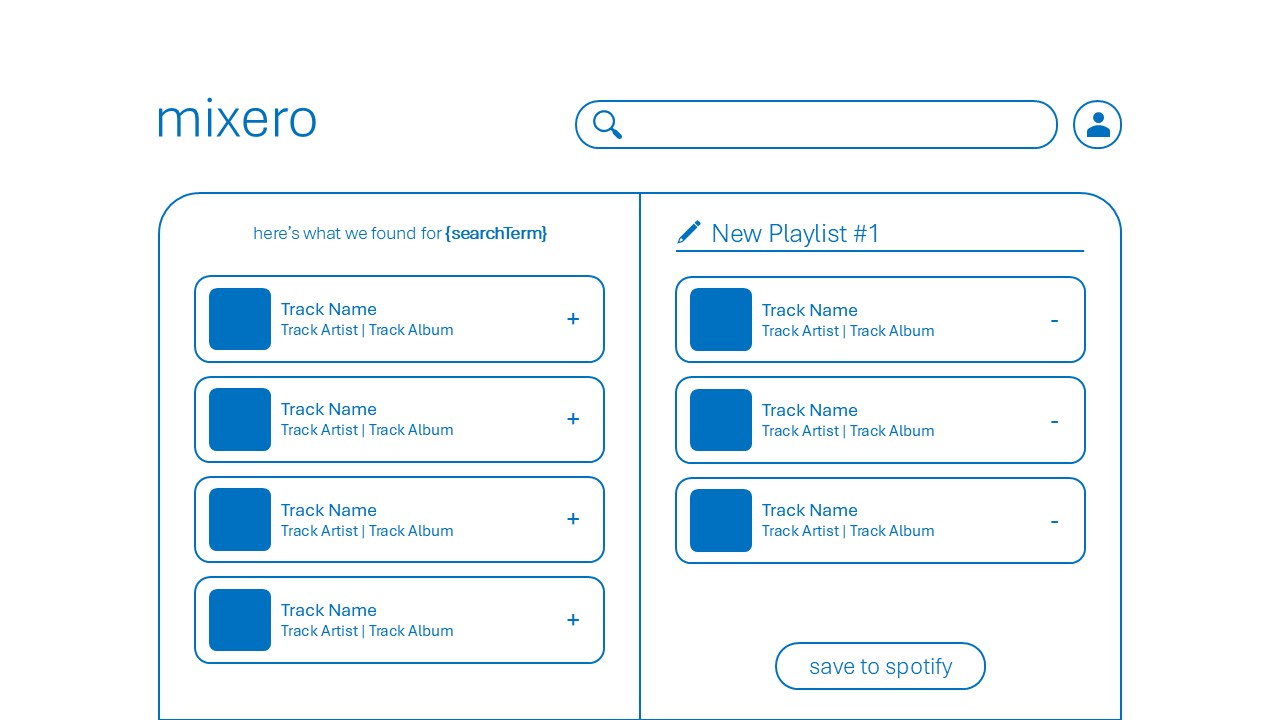 mixero
here's what we found for {searchTerm}
Track Name
Track Artist | Track Album
+
Track Name
Track Artist | Track Album
+
Track Name
Track Artist | Track Album
+
Track Name
Track Artist | Track Album
+
New Playlist #1
Track Name
Track Artist | Track Album
-
Track Name
Track Artist | Track Album
-
Track Name
Track Artist | Track Album
-
save to spotify